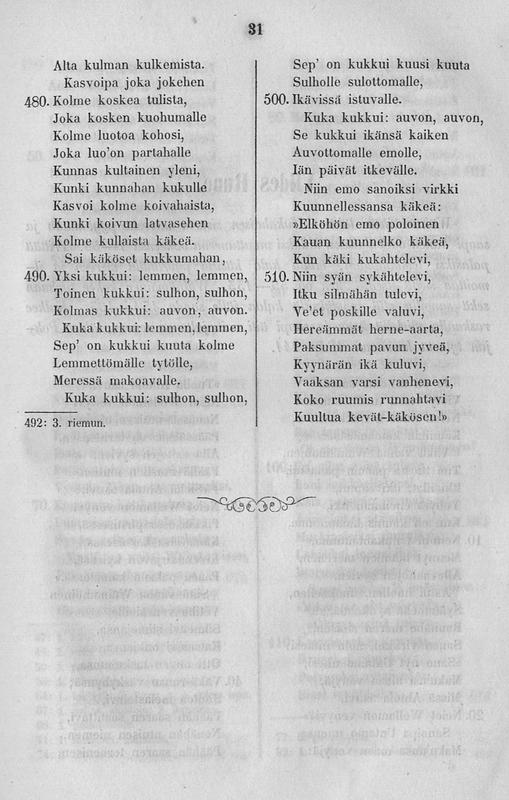 31
Alta kulman kulkemista.
Kasvoipa joka jokehen
480. Kolme koskea tulista,
Joka kosken kuohumalle
Kolme luotoa kohosi,
Joka luo'on partahalle
Kunnas kultainen yleni,
Kunki kunnahan kukulle
Kasvoi kolme koivahaista,
Kunki koivun latvasehen
Kolme kullaista käkeä.
Sai käköset kukkumahan,
490. Yksi kukkui: lemmen, lemmen,
Toinen kukkui: sulhon, sulhon,
Kolmas kukkui: auvon, auvon.
Kuka kukkui: lemmen, lemmen,
Sep' on kukkui kuuta kolme
Lemmettömälle tytölle,
Meressä makoavalle.
Kuka kukkui: sulhon, sulhon,
492: 3. riemun.
Sep' on kukkui kuusi kuuta
Sulholle sulottomalle,
500. Ikävissä istuvalle.
Kuka kukkui: auvon, auvon,
Se kukkui ikänsä kaiken
Auvottomalle emolle,
Iän päivät itkevälle.
Niin emo sanoiksi virkki
Kuunnellessansa käkeä:
»Elköhön emo poloinen
Kauan kuunnelko käkeä,
Kun käki kukahtelevi,
510. Niin syän sykähtelevi,
Itku silmähän tulevi,
Ve'et poskille valuvi,
Hereämmät herne-aarta,
Paksummat pavun jyveä,
Kyynärän ikä kuluvi,
Vaaksan varsi vanhenevi,
Koko ruumis runnahtavi
Kuultua kevät-käkösen!»